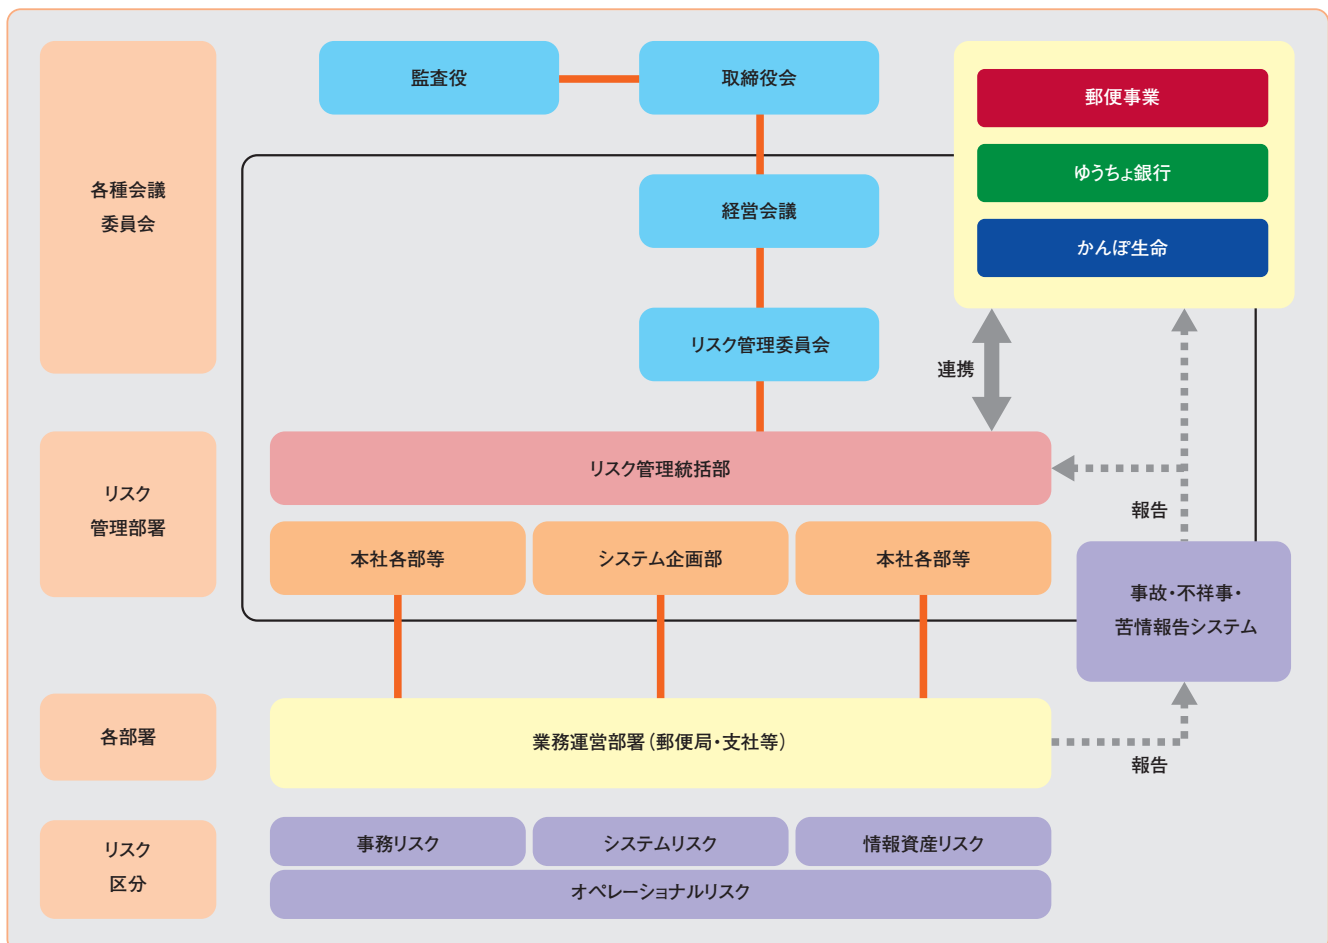 各種会議
委員会
監査役
取締役会
郵便事業
ゆうちょ銀行
かんぽ生命
経営会議
リスク管理委員会
連携
リスク
管理部署
リスク管理統括部
報告
本社各部等
システム企画部
本社各部等
事故・不祥事・
苦情報告システム
各部署
業務運営部署（郵便局・支社等）
報告
リスク
区分
事務リスク
システムリスク
情報資産リスク
オペレーショナルリスク